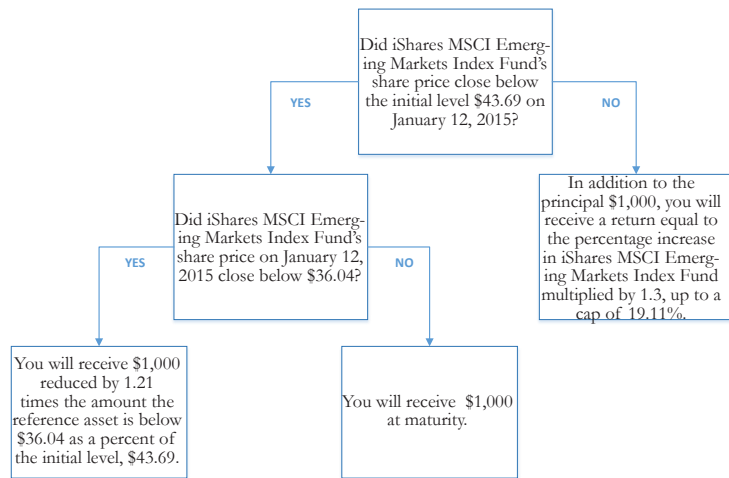 Did iShares MSCI Emerg-
ing Markets Index Fund's
share price close below
the initial level $43.69 on
January 12, 2015?
YES
NO
Did iShares MSCI Emerg-
ing Markets Index Fund's
share price on January 12,
2015 close below $36.04?
In addition to the
principal $1,000, you will
receive a return equal to
the percentage increase
in iShares MSCI Emerg-
ing Markets Index Fund
multiplied by 1.3, up to a
cap of 19.11%.
YES
NO
You will receive $1,000
reduced by 1.21
times the amount the
reference asset is below
$36.04 as a percent of
the initial level, $43.69.
You will receive $1,000
at maturity.